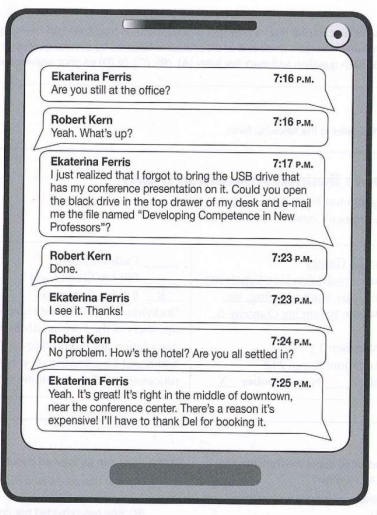 Ekaterina Ferris 7:16 P.M.
Are you still at the office?
Robert Kern 7:16 P.M.
Yeah. What's up?
Ekaterina Ferris 7:17 P.M.
I just realized that I forgot to bring the USB drive that
has my conference presentation on it. Could you open
the black drive in the top drawer of my desk and e-mail
me the file named “Developing Competence in New
Professors”?
Robert Kern 7:23 P.M.
Done.
Ekaterina Ferris 7:23 P.M.
I see it. Thanks!
Robert Kern 7:24 P.M.
No problem. How's the hotel? Are you all settled in?
Ekaterina Ferris 7:25 P.M.
Yeah. It's great! It's right in the middle of downtown,
near the conference center. There's a reason it's
expensive! I'll have to thank Del for booking it.